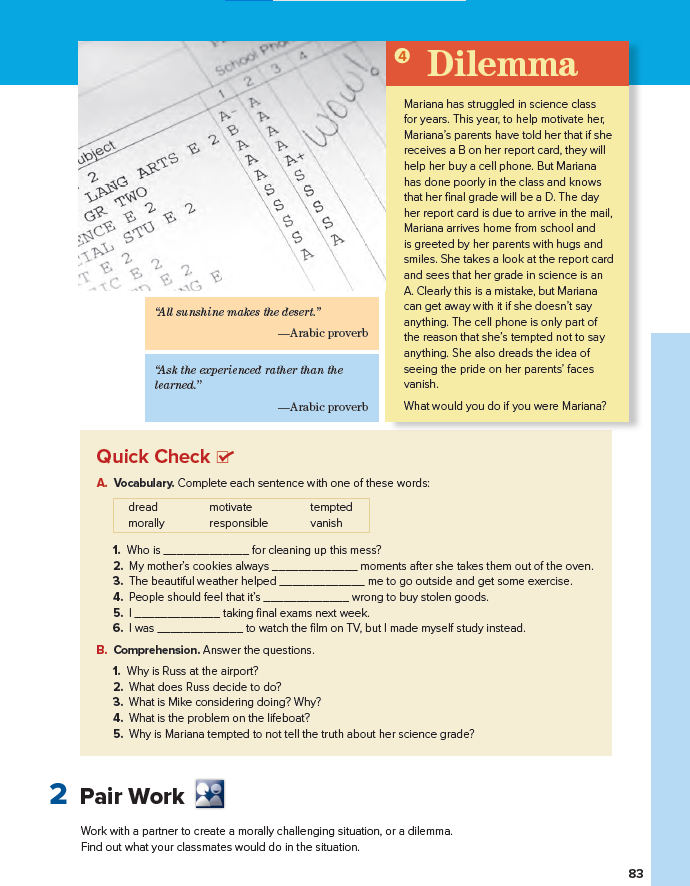 School Pho
1 2 3 4
ubject
2
LANG ARTS E 2
GR TWO
ENCE E 2
IAL STU E 2
T E 2
IC E 2
D E 2
NG E
A- A
B A
A A
A A
A A+
S S
S S
S S
S S
A A
Wow!
4 Dilemma
Mariana has struggled in science class
for years. This year, to help motivate her,
Mariana's parents have told her that if she
receives a B on her report card, they will
help her buy a cell phone. But Mariana
has done poorly in the class and knows
that her final grade will be a D. The day
her report card is due to arrive in the mail,
Mariana arrives home from school and
is greeted by her parents with hugs and
smiles. She takes a look at the report card
and sees that her grade in science is an
A. Clearly this is a mistake, but Mariana
can get away with it if she doesn't say
anything. The cell phone is only part of
the reason that she's tempted not to say
anything. She also dreads the idea of
seeing the pride on her parents' faces
vanish.
What would you do if you were Mariana?
"All sunshine makes the desert."
—Arabic proverb
"Ask the experienced rather than the
learned."
—Arabic proverb
Quick Check
A. Vocabulary. Complete each sentence with one of these words:
dread motivate tempted
morally responsible vanish
1. Who is _____________ for cleaning up this mess?
2. My mother's cookies always _____________ moments after she takes them out of the oven.
3. The beautiful weather helped _____________ me to go outside and get some exercise.
4. People should feel that it's _____________ wrong to buy stolen goods.
5. I _____________ taking final exams next week.
6. I was _____________ to watch the film on TV, but I made myself study instead.
B. Comprehension. Answer the questions.
1. Why is Russ at the airport?
2. What does Russ decide to do?
3. What is Mike considering doing? Why?
4. What is the problem on the lifeboat?
5. Why is Mariana tempted to not tell the truth about her science grade?
2 Pair Work
Work with a partner to create a morally challenging situation, or a dilemma.
Find out what your classmates would do in the situation.
83